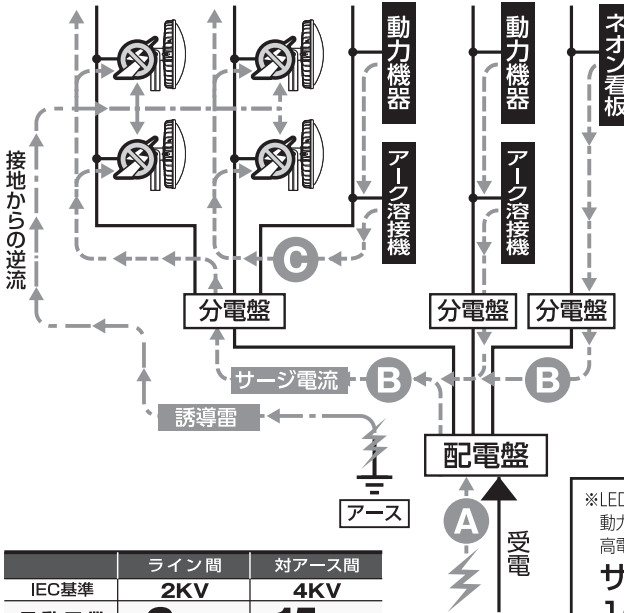 動力機器
動力機器
ネオン看板
アーク溶接機
アーク溶接機
接地からの逆流
C
分電盤
分電盤
分電盤
サージ電流
B
B
誘導雷
配電盤
アース
A
受電
ライン間
対アース間
IEC基準
2KV
4KV
※LED
動力
高電
サ